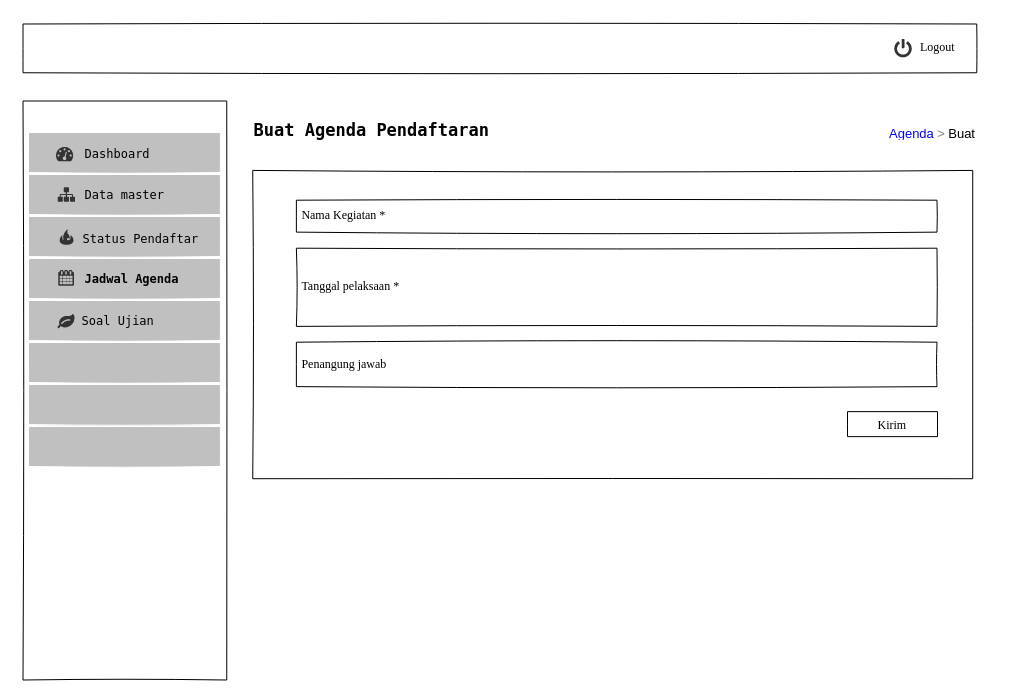 Logout
Buat Agenda Pendaftaran
Agenda > Buat
Dashboard
Data master
Status Pendaftar
Jadwal Agenda
Soal Ujian
Nama Kegiatan *
Tanggal pelaksaan *
Penangung jawab
Kirim